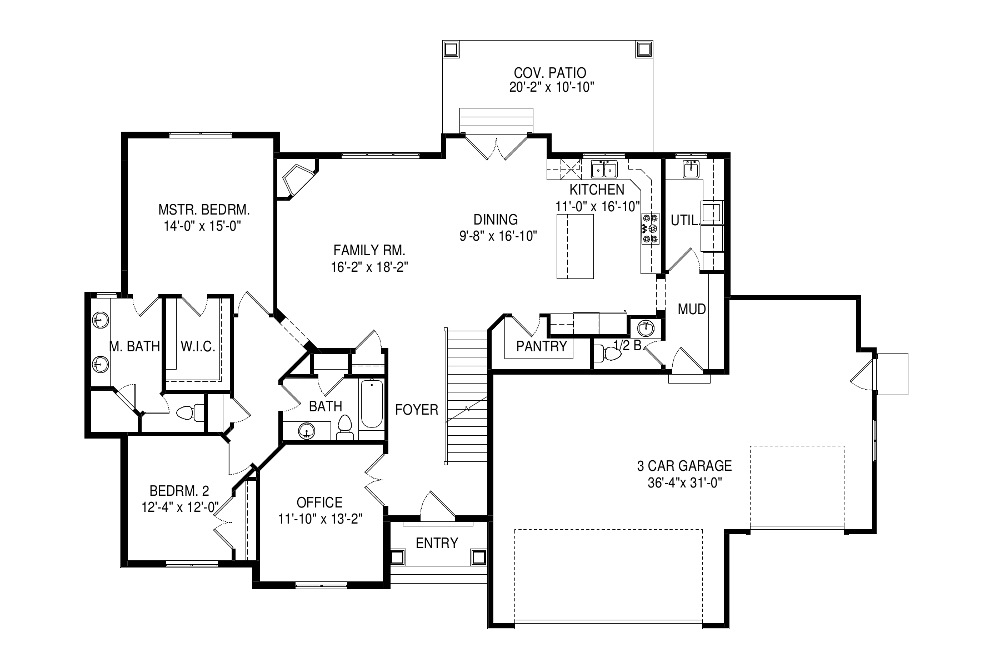 COV. PATIO
20'-2" x 10'-10"
MSTR. BEDRM.
14'-0" x 15'-0"
FAMILY RM.
16'-2" x 18'-2"
DINING
9'-8" x 16'-10"
KITCHEN
11'-0" x 16'-10"
UTIL.
MUD
M. BATH
W.I.C.
PANTRY
1/2 B.
BATH
FOYER
BEDRM. 2
12'-4" x 12'-0"
OFFICE
11'-10" x 13'-2"
ENTRY
3 CAR GARAGE
36'-4"x 31'-0"